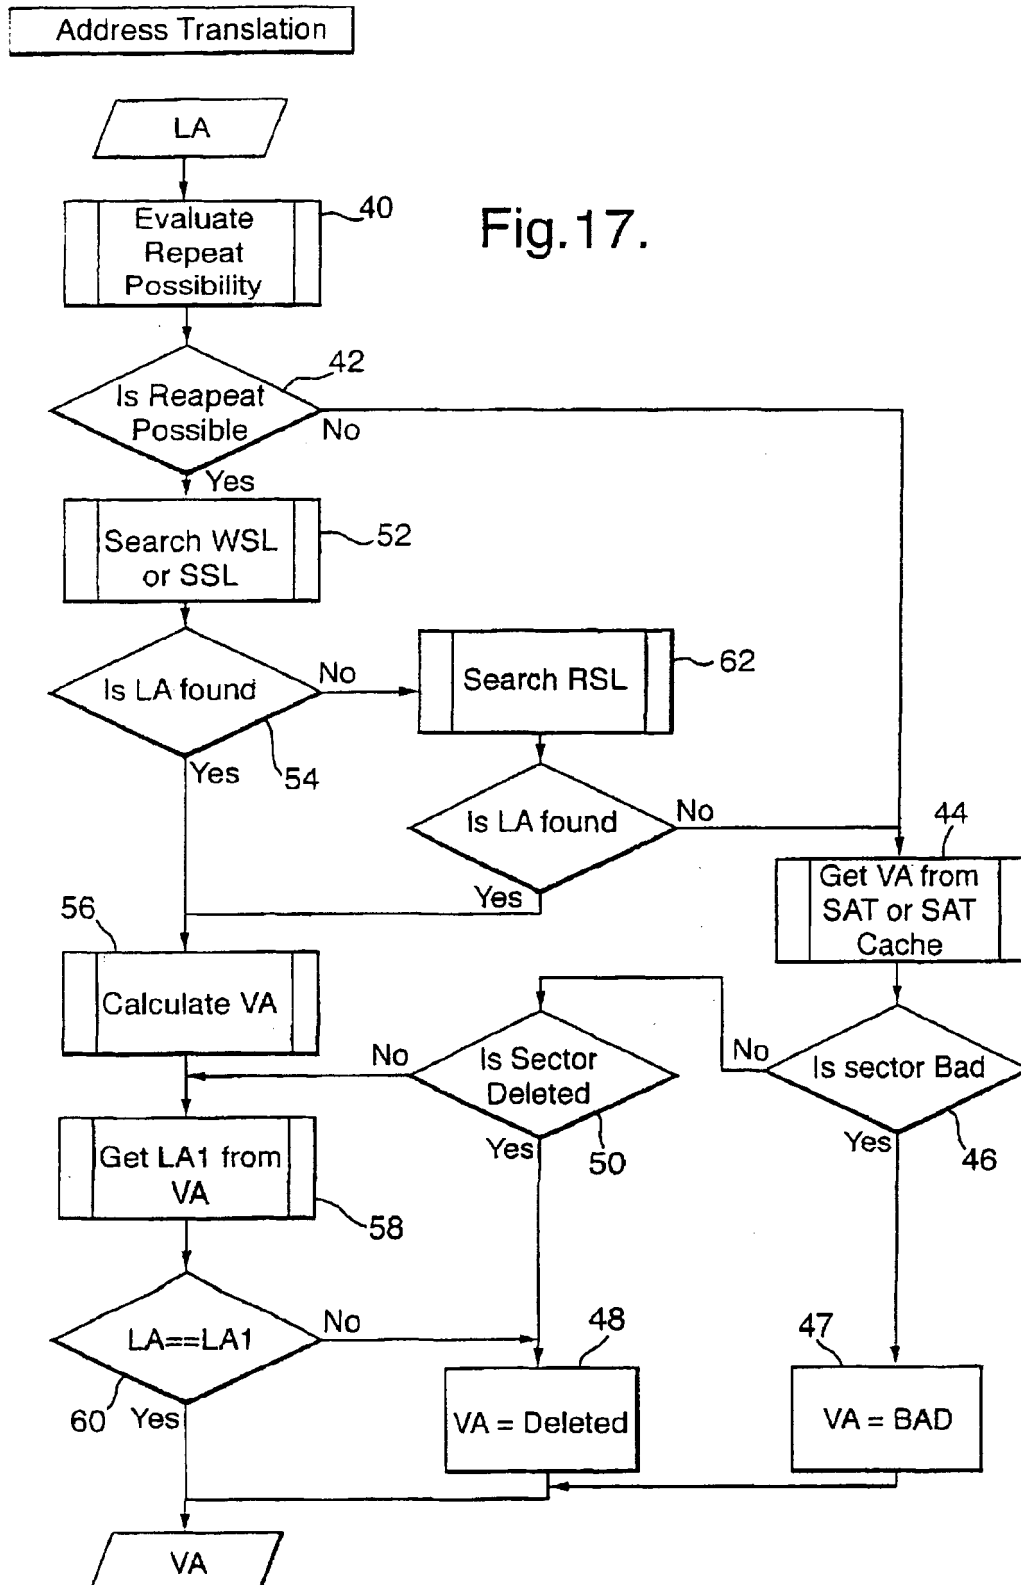 Address Translation
LA
Fig.17.
40
Evaluate
Repeat
Possibility
42
Is Reapeat
Possible
No
Yes
52
Search WSL
or SSL
Is LA found
No
54
Yes
62
Search RSL
Is LA found
No
Yes
44
Get VA from
SAT or SAT
Cache
56
Calculate VA
No
Is Sector
Deleted
50
Yes
No
Is sector Bad
46
Yes
Get LA1 from
VA
58
LA==LA1
No
60
Yes
48
VA = Deleted
47
VA = BAD
VA